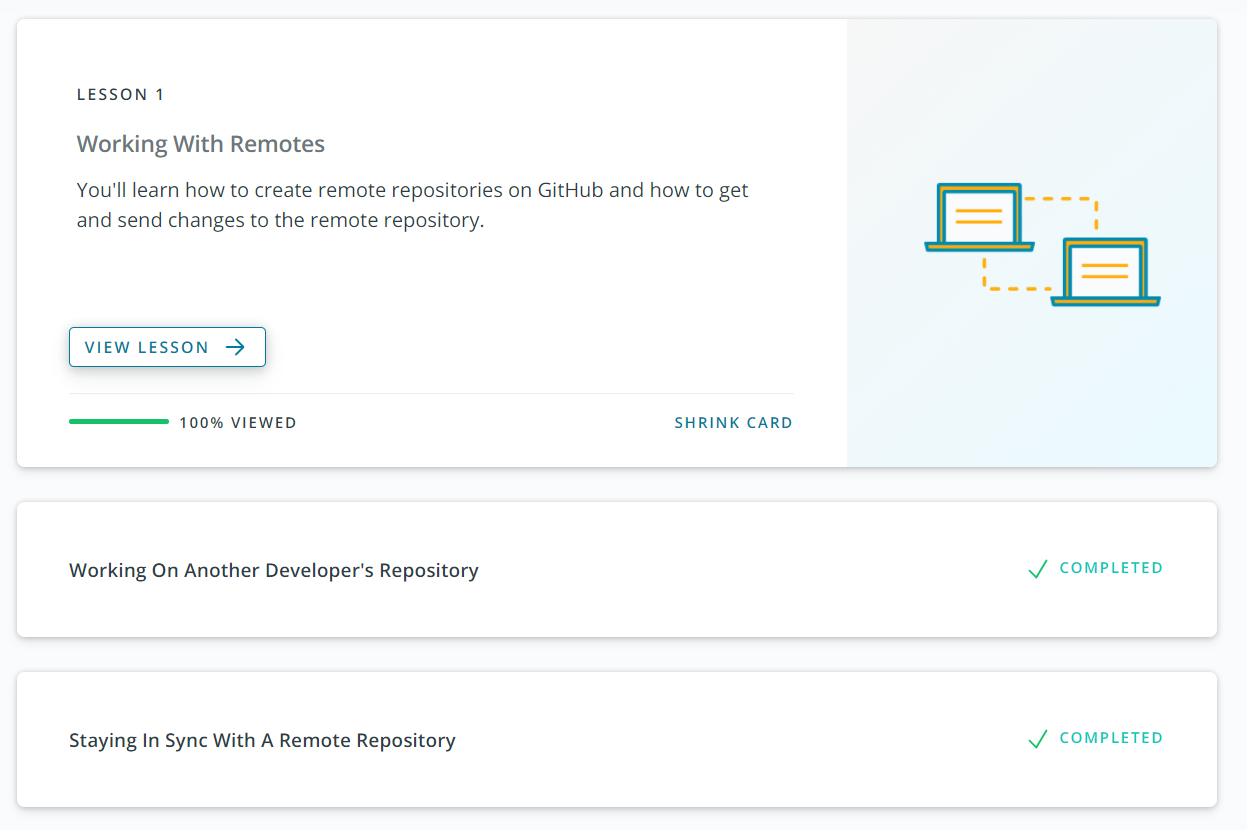 LESSON 1
Working With Remotes
You'll learn how to create remote repositories on GitHub and how to get
and send changes to the remote repository.
VIEW LESSON
100% VIEWED
SHRINK CARD
Working On Another Developer's Repository
COMPLETED
Staying In Sync With A Remote Repository
COMPLETED